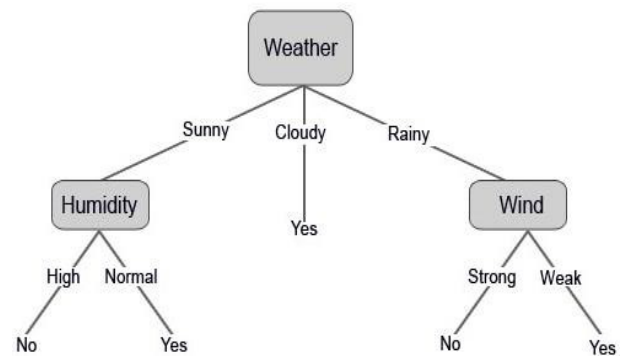 Weather
Sunny
Cloudy
Rainy
Humidity
Wind
Yes
High
Normal
Strong
Weak
No
Yes
No
Yes